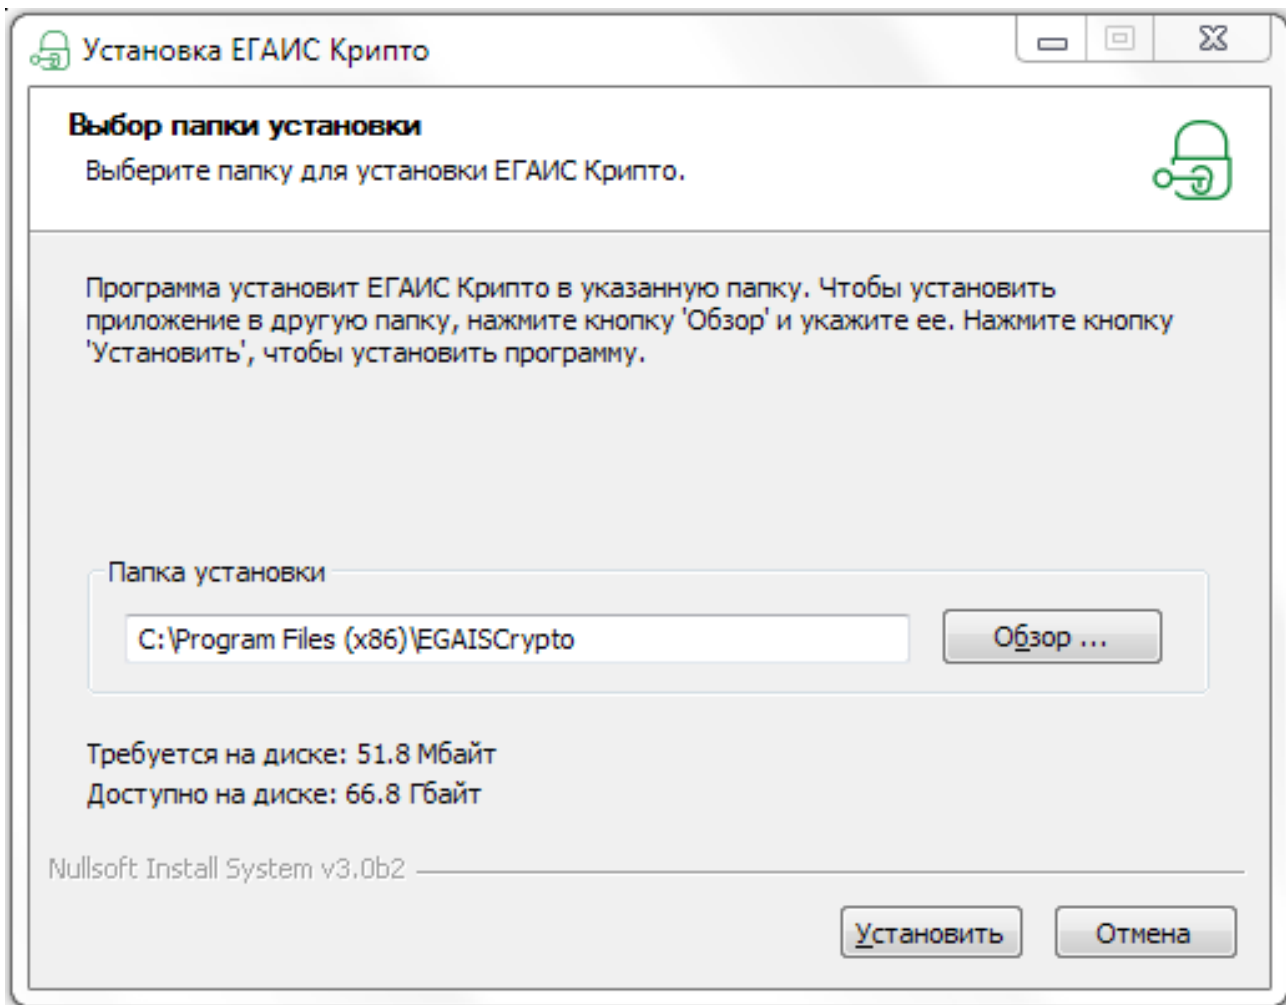 Установка ЕГАИС Крипто
Выбор папки установки
Выберите папку для установки ЕГАИС Крипто.
Программа установит ЕГАИС Крипто в указанную папку. Чтобы установить
приложение в другую папку, нажмите кнопку 'Обзор' и укажите ее. Нажмите кнопку
'Установить', чтобы установить программу.
Папка установки
C:\Program Files (x86)\EGAISCrypto
Обзор ...
Требуется на диске: 51.8 Мбайт
Доступно на диске: 66.8 Гбайт
Nullsoft Install System v3.0b2
Установить
Отмена